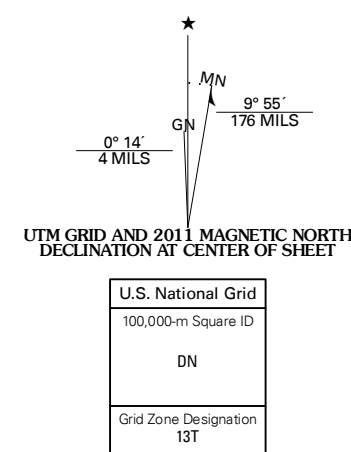 ★
MN
GN
9° 55´
176 MILS
0° 14´
4 MILS
UTM GRID AND 2011 MAGNETIC NORTH
DECLINATION AT CENTER OF SHEET
U.S. National Grid
100,000-m Square ID
DN
Grid Zone Designation
13T